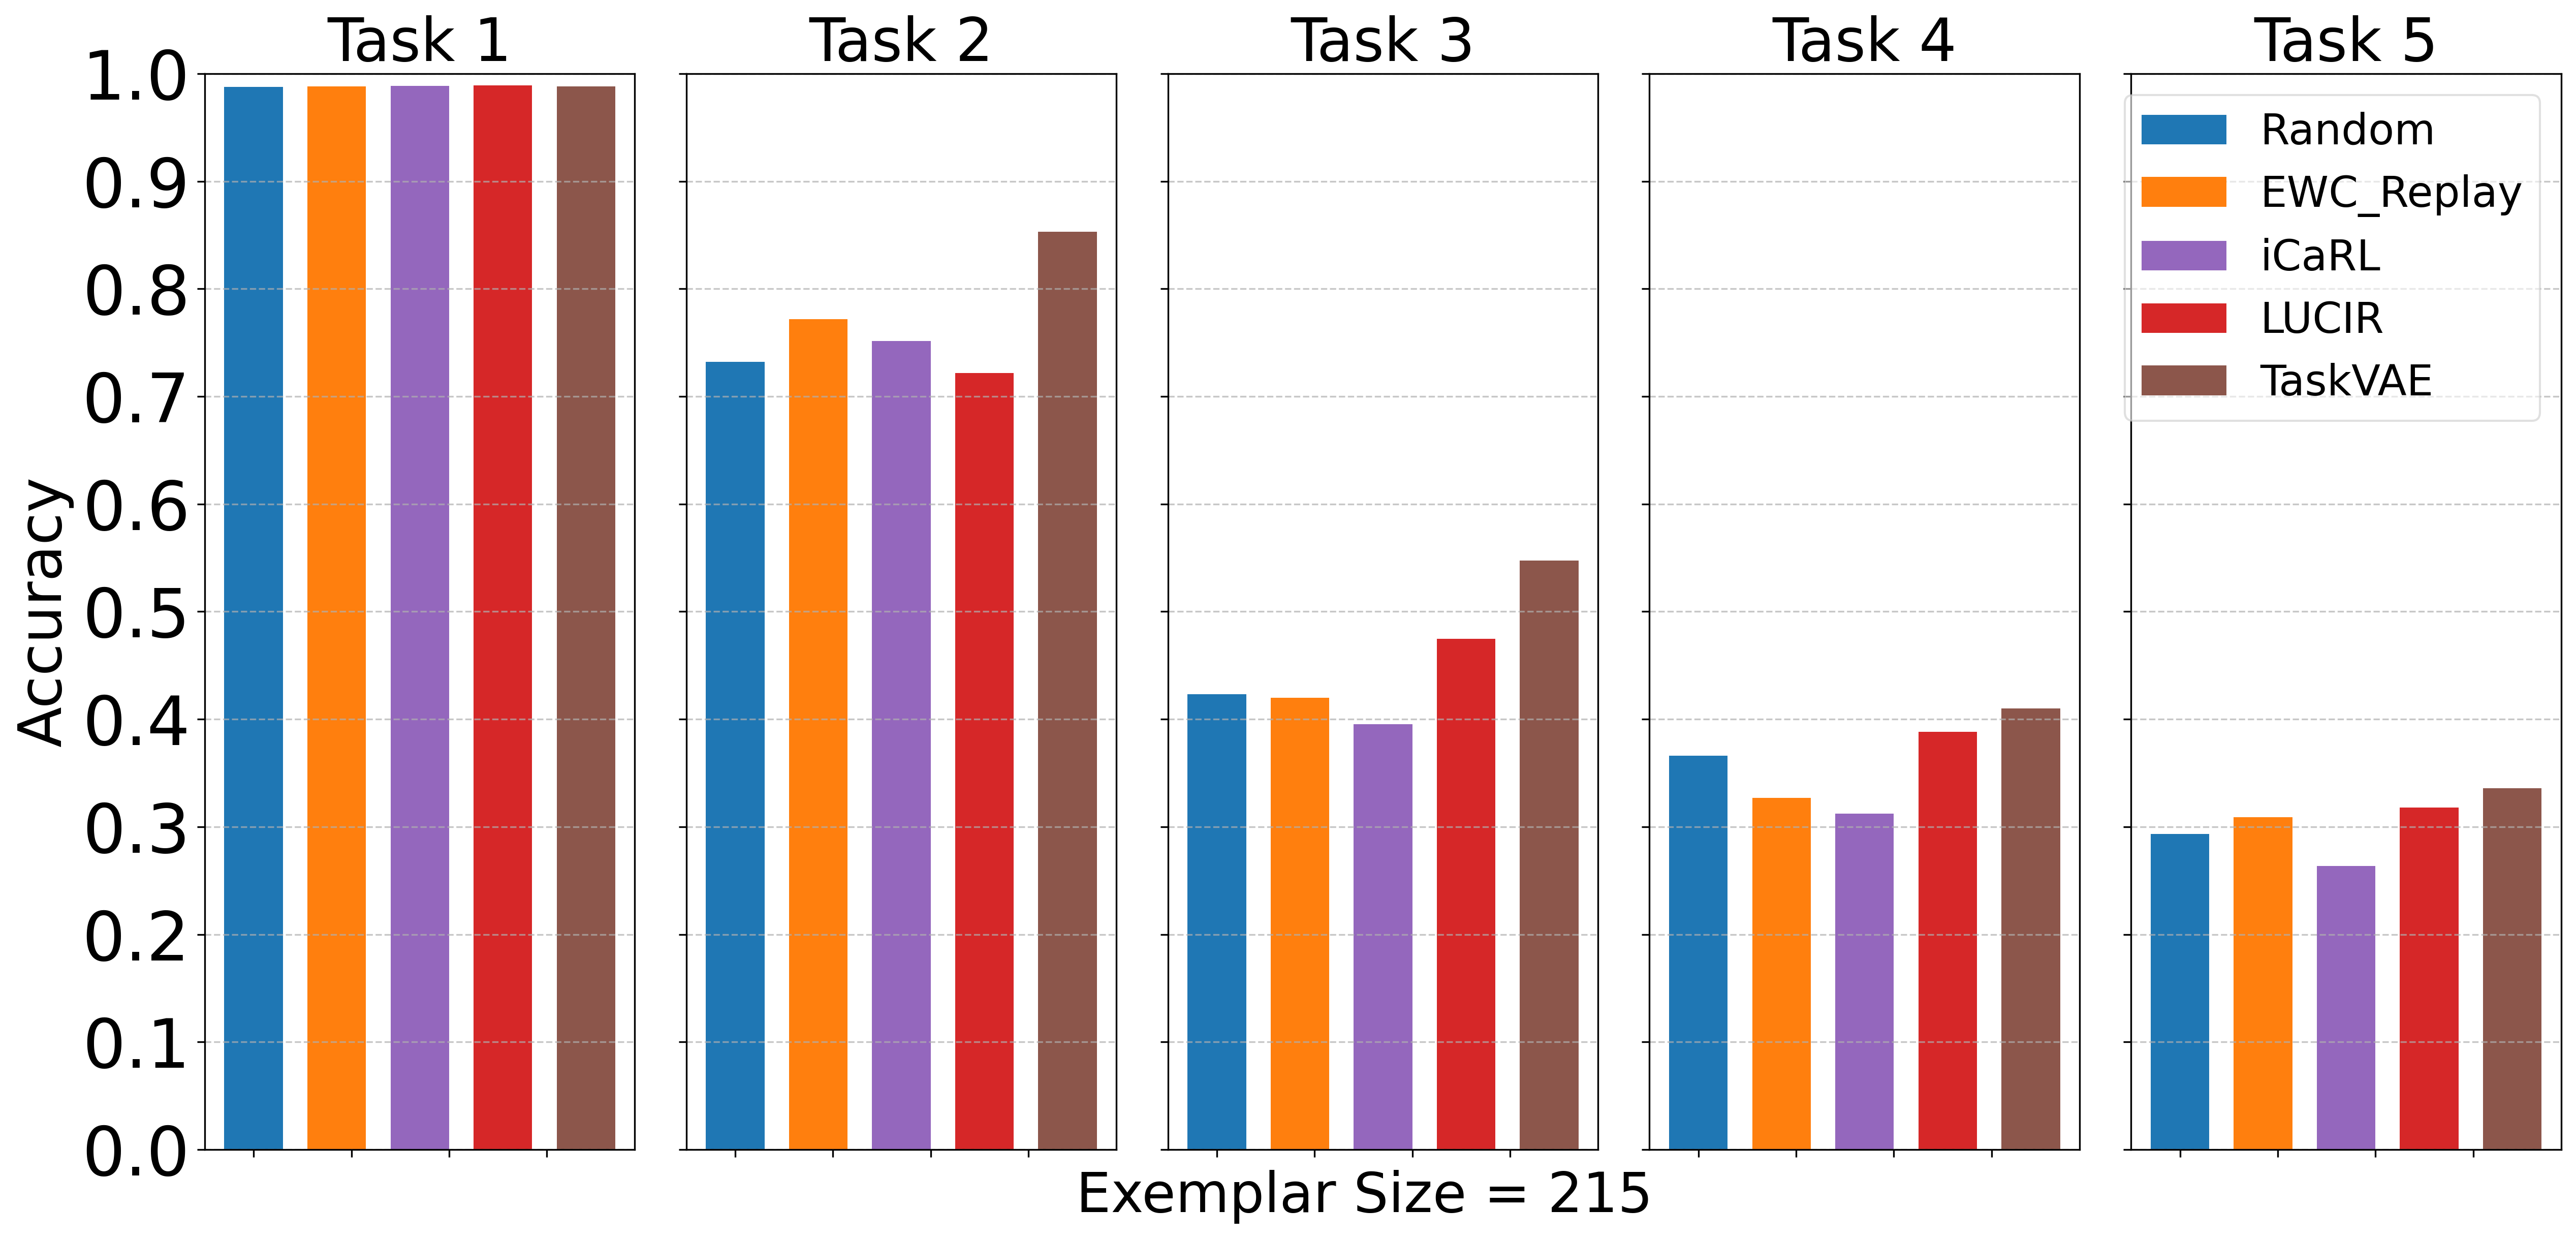 Task 1
Task 2
Task 3
Task 4
Task 5
1.0
0.9
0.8
0.7
0.6
0.5
0.4
0.3
0.2
0.1
0.0
Accuracy
Random
EWC_Replay
iCaRL
LUCIR
TaskVAE
Exemplar Size = 215